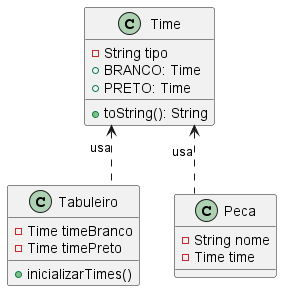 C Time
String tipo
BRANCO: Time
PRETO: Time
toString(): String
usa
usa
C Tabuleiro
Time timeBranco
Time timePreto
inicializarTimes()
C Peca
String nome
Time time